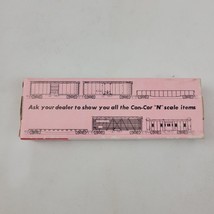 Ask your dealer to show you all the Con-Cor "N" scale items